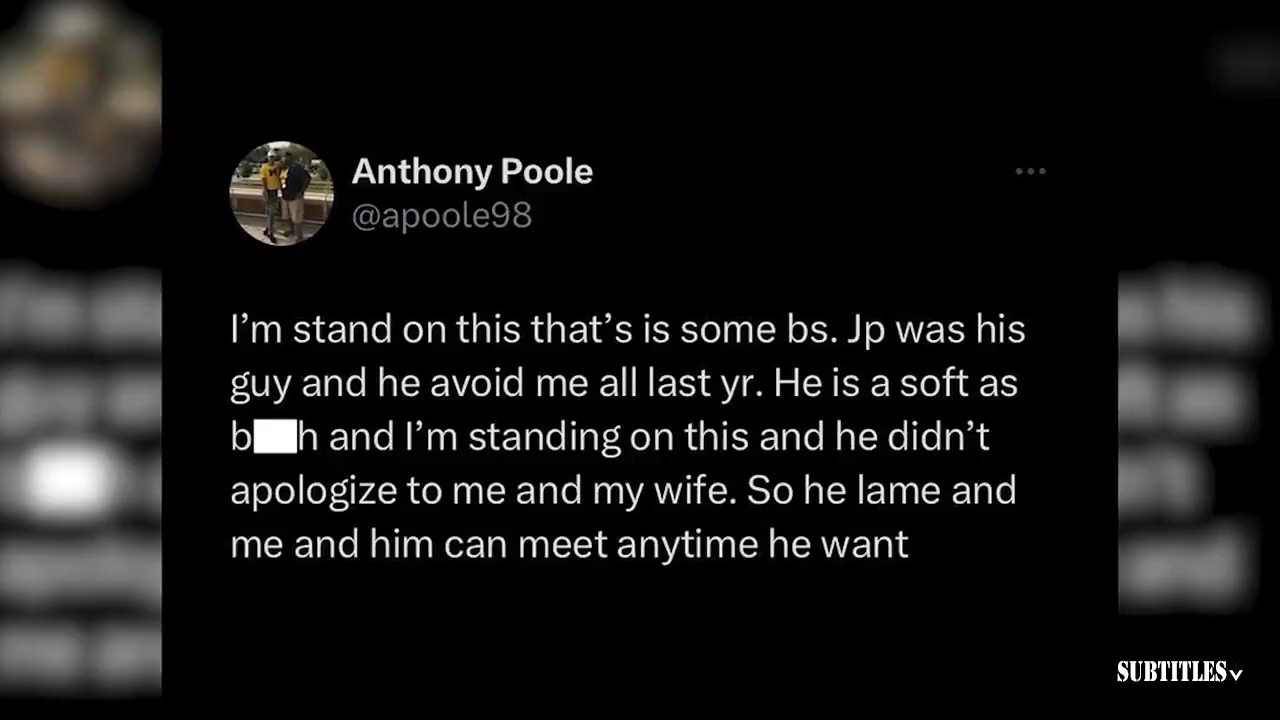 Anthony Poole
@apoole98
I’m stand on this that’s is some bs. Jp was his
guy and he avoid me all last yr. He is a soft as
b h and I’m standing on this and he didn’t
apologize to me and my wife. So he lame and
me and him can meet anytime he want
SUBTITLES